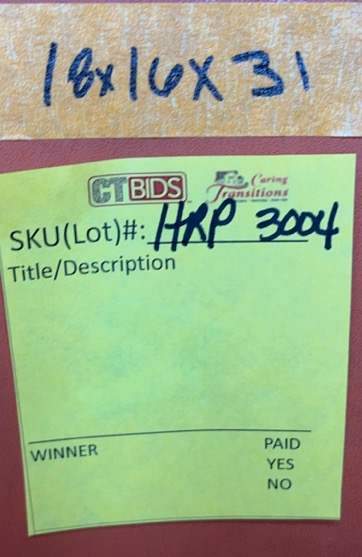 18x16x31
CTBIDS
Caring
Transitions
SKU(Lot)#: HRP 3004
Title/Description
WINNER PAID
YES
NO